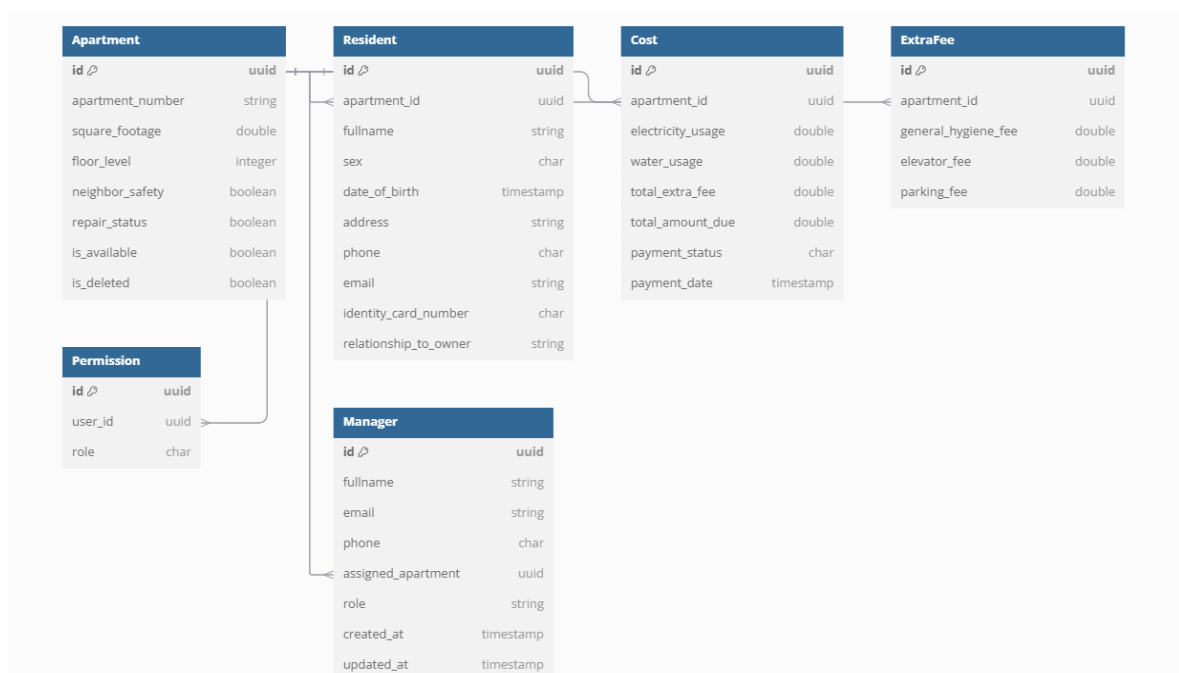 Apartment
id uuid
apartment_number string
square_footage double
floor_level integer
neighbor_safety boolean
repair_status boolean
is_available boolean
is_deleted boolean
Resident
id uuid
apartment_id uuid
fullname string
sex char
date_of_birth timestamp
address string
phone char
email string
identity_card_number char
relationship_to_owner string
Cost
id uuid
apartment_id uuid
electricity_usage double
water_usage double
total_extra_fee double
total_amount_due double
payment_status char
payment_date timestamp
ExtraFee
id uuid
apartment_id uuid
general_hygiene_fee double
elevator_fee double
parking_fee double
Permission
id uuid
user_id uuid
role char
Manager
id uuid
fullname string
email string
phone char
assigned_apartment uuid
role string
created_at timestamp
updated_at timestamp